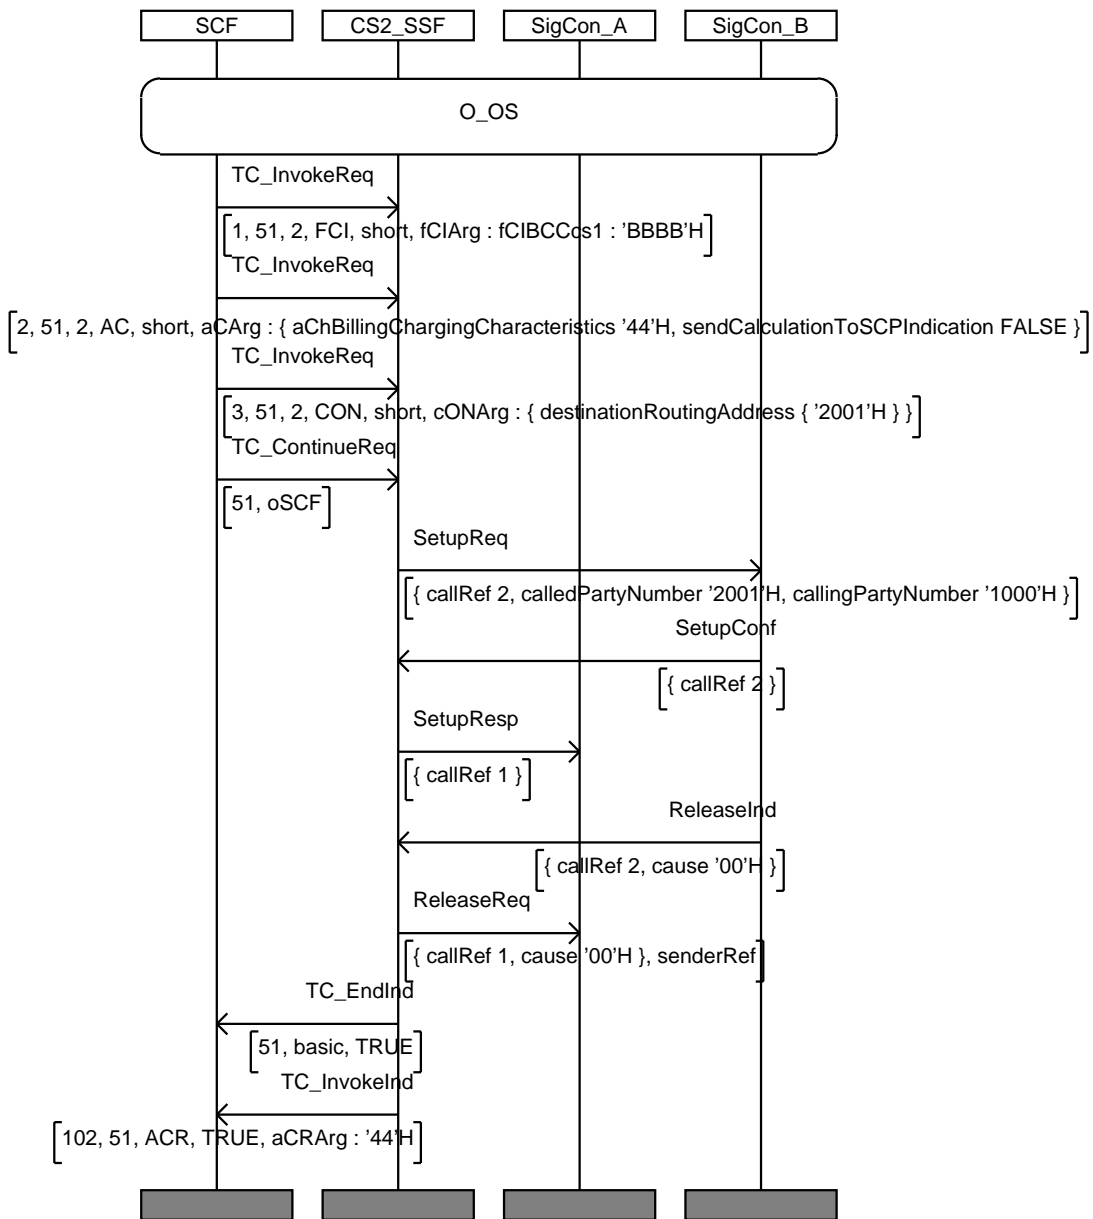 SCF CS2_SSF SigCon_A SigCon_B
O_OS
TC_InvokeReq
1, 51, 2, FCI, short, fCIArg : fCIBCCcs1 : 'BBBB'H
TC_InvokeReq
2, 51, 2, AC, short, aCArg : { aChBillingChargingCharacteristics '44'H, sendCalculationToSCPIndication FALSE }
TC_InvokeReq
3, 51, 2, CON, short, cONArg : { destinationRoutingAddress { '2001'H } }
TC_ContinueReq
51, oSCF
SetupReq
{ callRef 2, calledPartyNumber '2001'H, callingPartyNumber '1000'H }
SetupConf
{ callRef 2 }
SetupResp
{ callRef 1 }
ReleaseInd
{ callRef 2, cause '00'H }
ReleaseReq
{ callRef 1, cause '00'H }, senderRef
TC_EndInd
51, basic, TRUE
TC_InvokeInd
102, 51, ACR, TRUE, aCRArg : '44'H